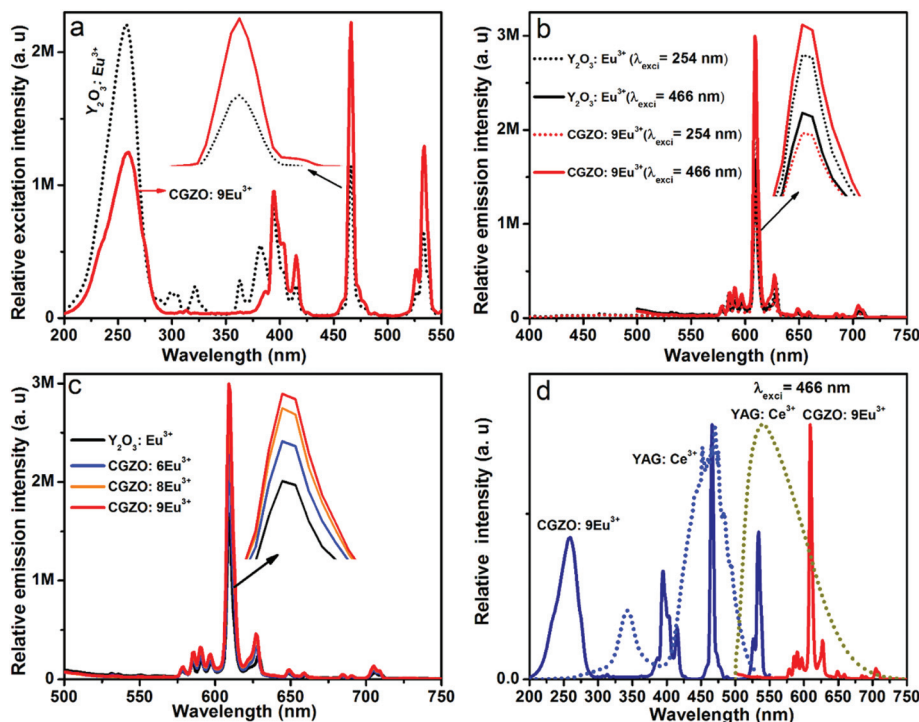 a
2M
1M
0
Relative excitation intensity (a. u)
Y₂O₃: Eu³⁺
CGZO: 9Eu³⁺
200 250 300 350 400 450 500 550
Wavelength (nm)
b
3M
2M
1M
0
Relative emission intensity (a. u)
Y₂O₃: Eu³⁺ (λexci= 254 nm)
Y₂O₃: Eu³⁺(λexci= 466 nm)
CGZO: 9Eu³⁺(λexci= 254 nm)
CGZO: 9Eu³⁺(λexci= 466 nm)
400 450 500 550 600 650 700 750
Wavelength (nm)
c
3M
2M
1M
0
Relative emission intensity (a. u)
Y₂O₃: Eu³⁺
CGZO: 6Eu³⁺
CGZO: 8Eu³⁺
CGZO: 9Eu³⁺
500 550 600 650 700 750
Wavelength (nm)
d
λexci= 466 nm
YAG: Ce³⁺ CGZO: 9Eu³⁺
YAG: Ce³⁺
CGZO: 9Eu³⁺
Relative intensity (a. u)
0.0
200 250 300 350 400 450 500 550 600 650 700 750
Wavelength (nm)